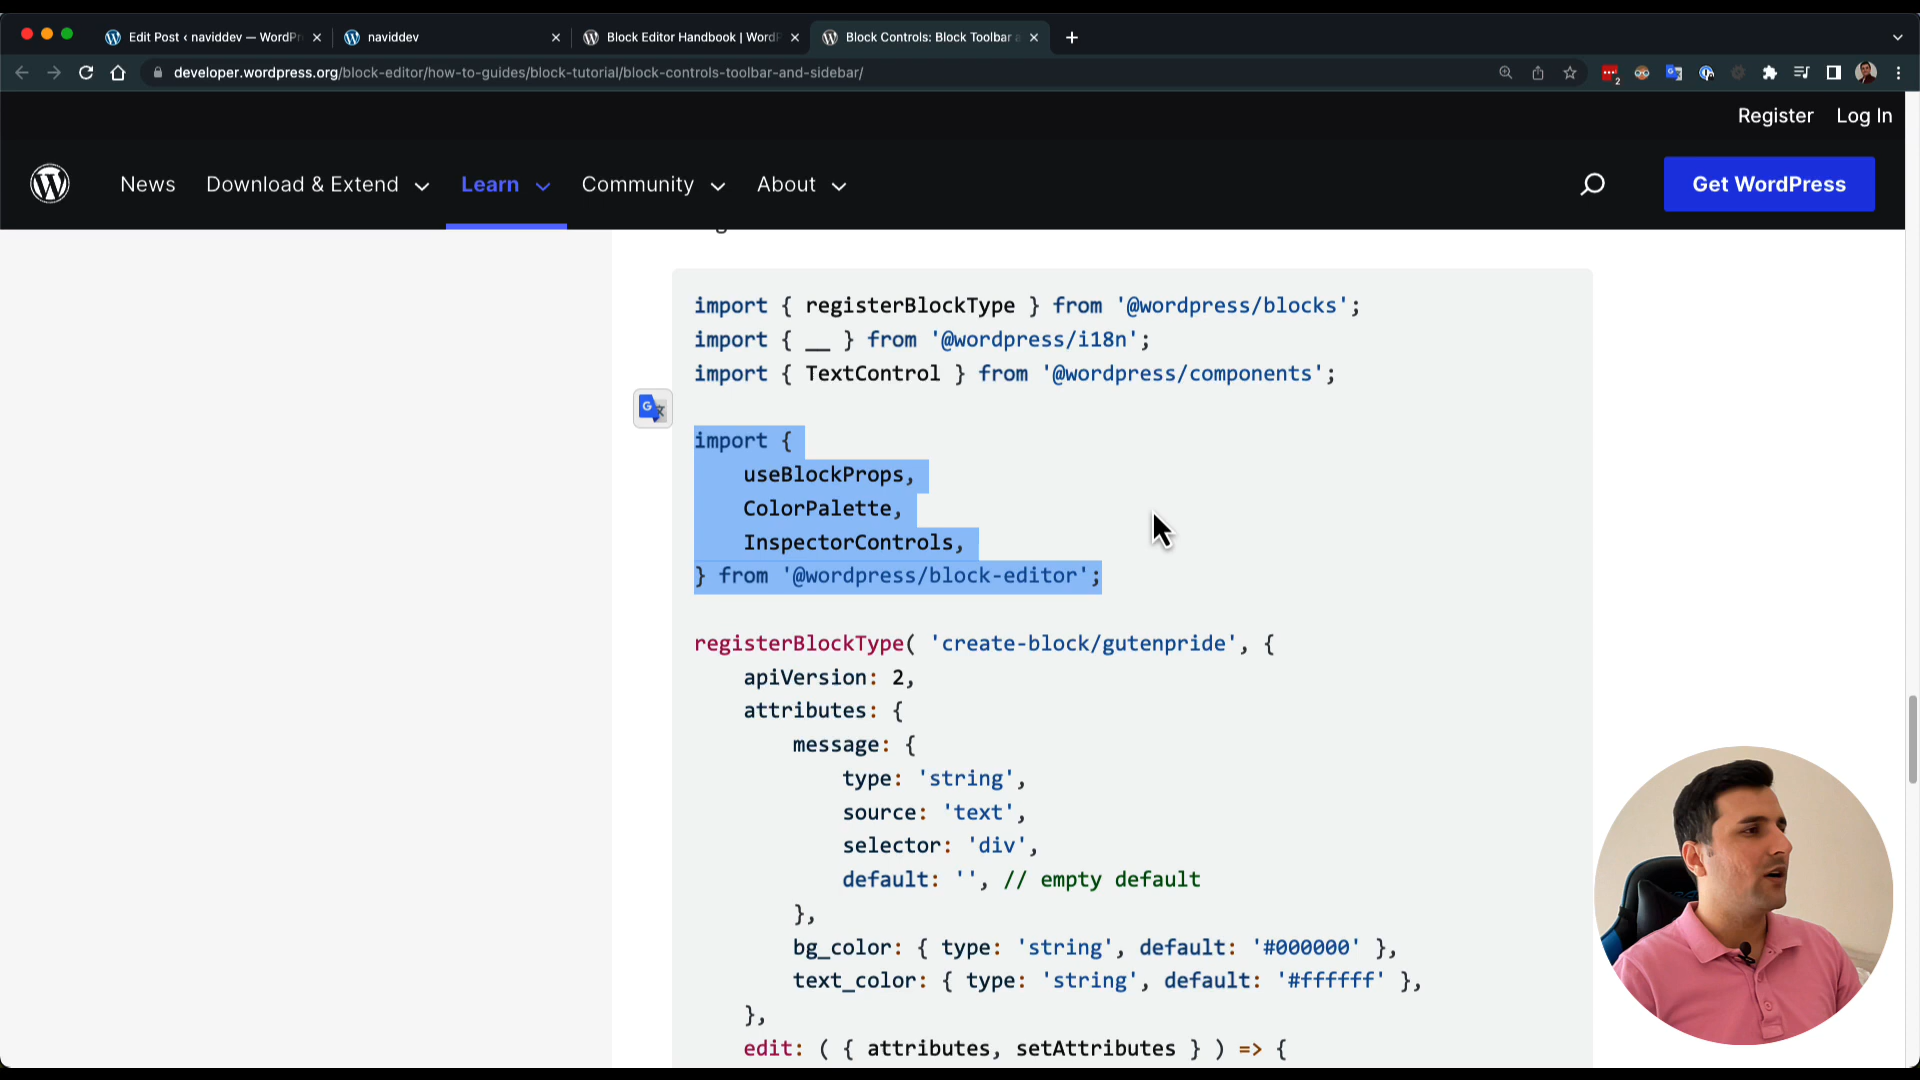 Edit Post ‹ naviddev — WordPr
naviddev
Block Editor Handbook | WordP
Block Controls: Block Toolbar a
developer.wordpress.org/block-editor/how-to-guides/block-tutorial/block-controls-toolbar-and-sidebar/
2
Register
Log In
News
Download & Extend
Learn
Community
About
Get WordPress
import { registerBlockType } from '@wordpress/blocks';
import { __ } from '@wordpress/i18n';
import { TextControl } from '@wordpress/components';
import {
useBlockProps,
ColorPalette,
InspectorControls,
} from '@wordpress/block-editor';
registerBlockType( 'create-block/gutenpride', {
apiVersion: 2,
attributes: {
message: {
type: 'string',
source: 'text',
selector: 'div',
default: '', // empty default
},
bg_color: { type: 'string', default: '#000000' },
text_color: { type: 'string', default: '#ffffff' },
},
edit: ( { attributes, setAttributes } ) => {